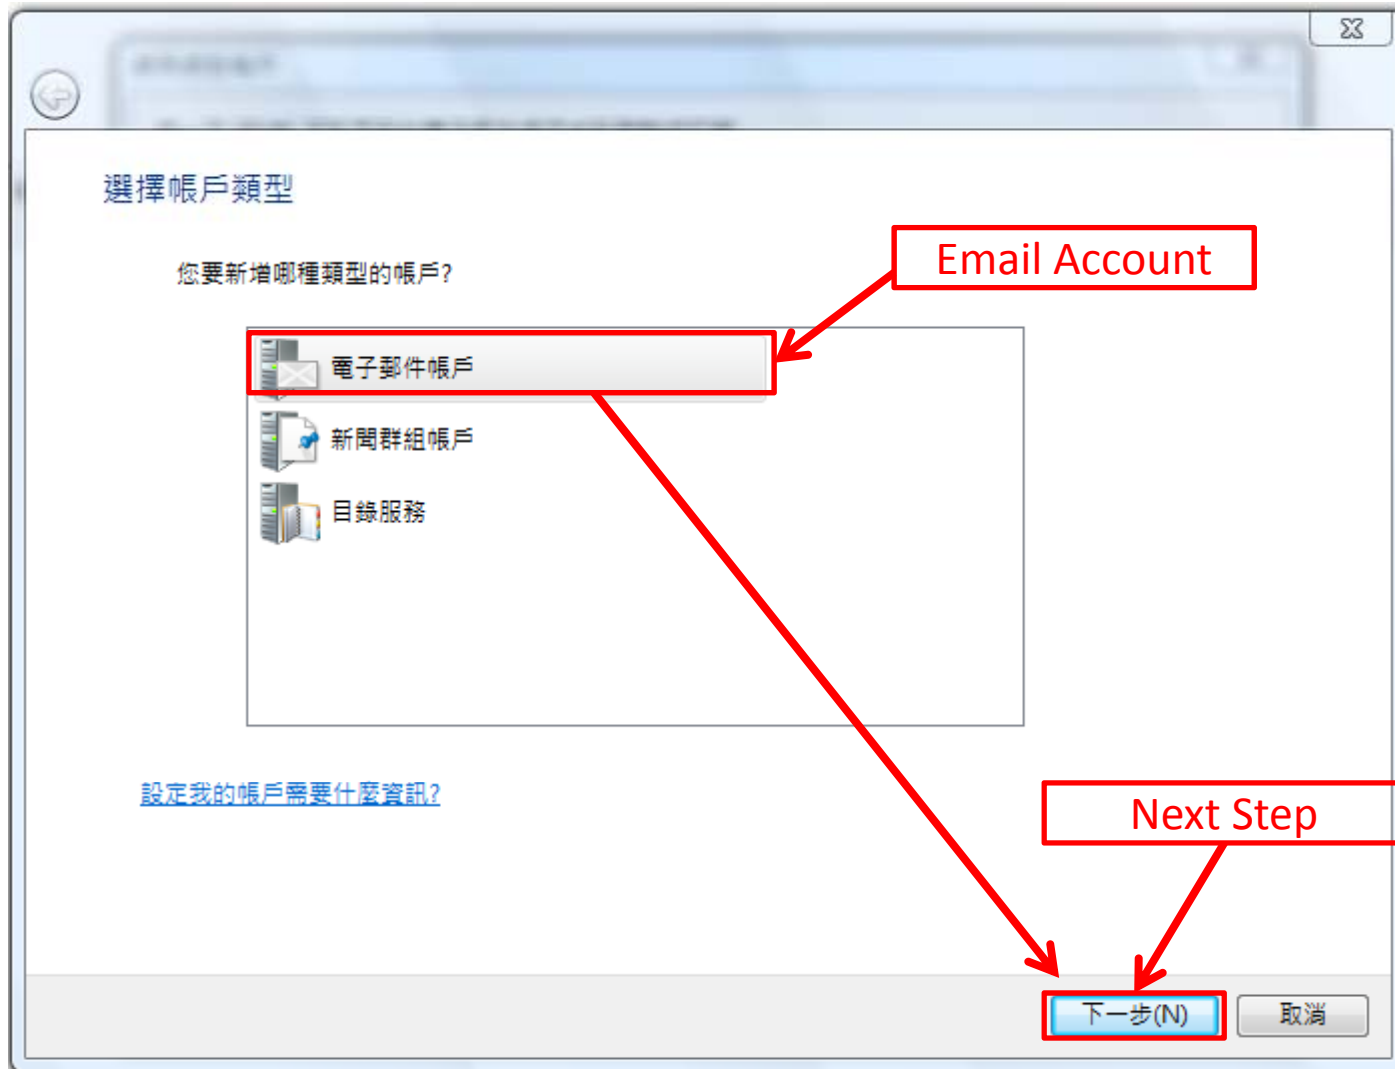 選擇帳戶類型
Email Account
您要新增哪種類型的帳戶?
電子郵件帳戶
新聞群組帳戶
目錄服務
設定我的帳戶需要什麼資訊?
Next Step
下一步(N)
取消